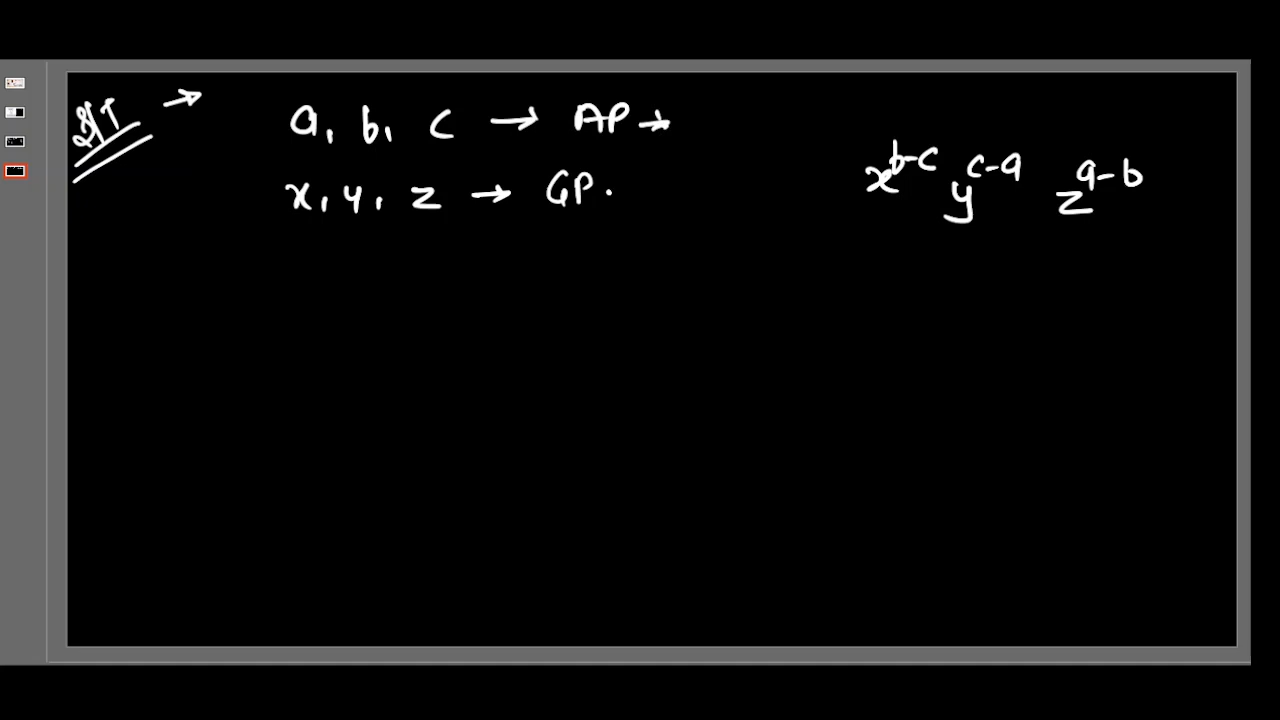 a, b, c → AP →
x, y, z → GP.
x^{b-c} y^{c-a} z^{a-b}